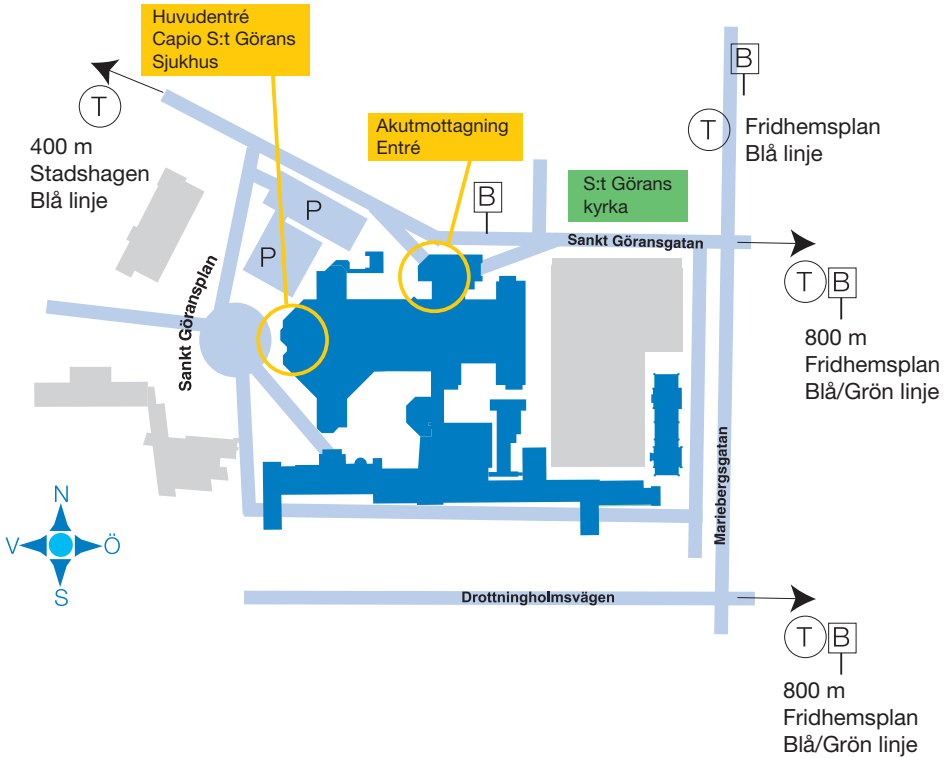 Huvudentré
Capio S:t Görans
Sjukhus
T
400 m
Stadshagen
Blå linje
Akutmottagning
Entré
B
T
Fridhemsplan
Blå linje
P
P
B
S:t Görans
kyrka
Sankt Göransgatan
T B
800 m
Fridhemsplan
Blå/Grön linje
Sankt Göransplan
Mariebergsgatan
N
V Ö
S
Drottningholmsvägen
T B
800 m
Fridhemsplan
Blå/Grön linje